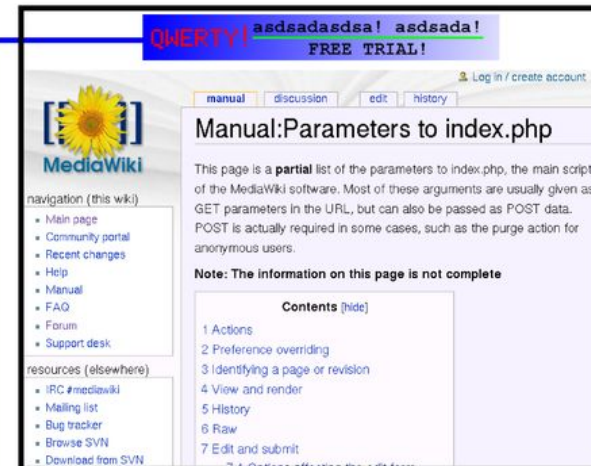 QWERTY!
asdsadasdsa! asdsada!
FREE TRIAL!
Log in / create account
manual
discussion
edit
history
MediaWiki
Manual:Parameters to index.php
This page is a partial list of the parameters to index.php, the main script
of the MediaWiki software. Most of these arguments are usually given as
GET parameters in the URL, but can also be passed as POST data.
POST is actually required in some cases, such as the purge action for
anonymous users.
Note: The information on this page is not complete
navigation (this wiki)
Main page
Community portal
Recent changes
Help
Manual
FAQ
Forum
Support desk
resources (elsewhere)
IRC #mediawiki
Mailing list
Bug tracker
Browse SVN
Download from SVN
Contents [hide]
1 Actions
2 Preference overriding
3 Identifying a page or revision
4 View and render
5 History
6 Raw
7 Edit and submit
7.1 Options affecting the edit form